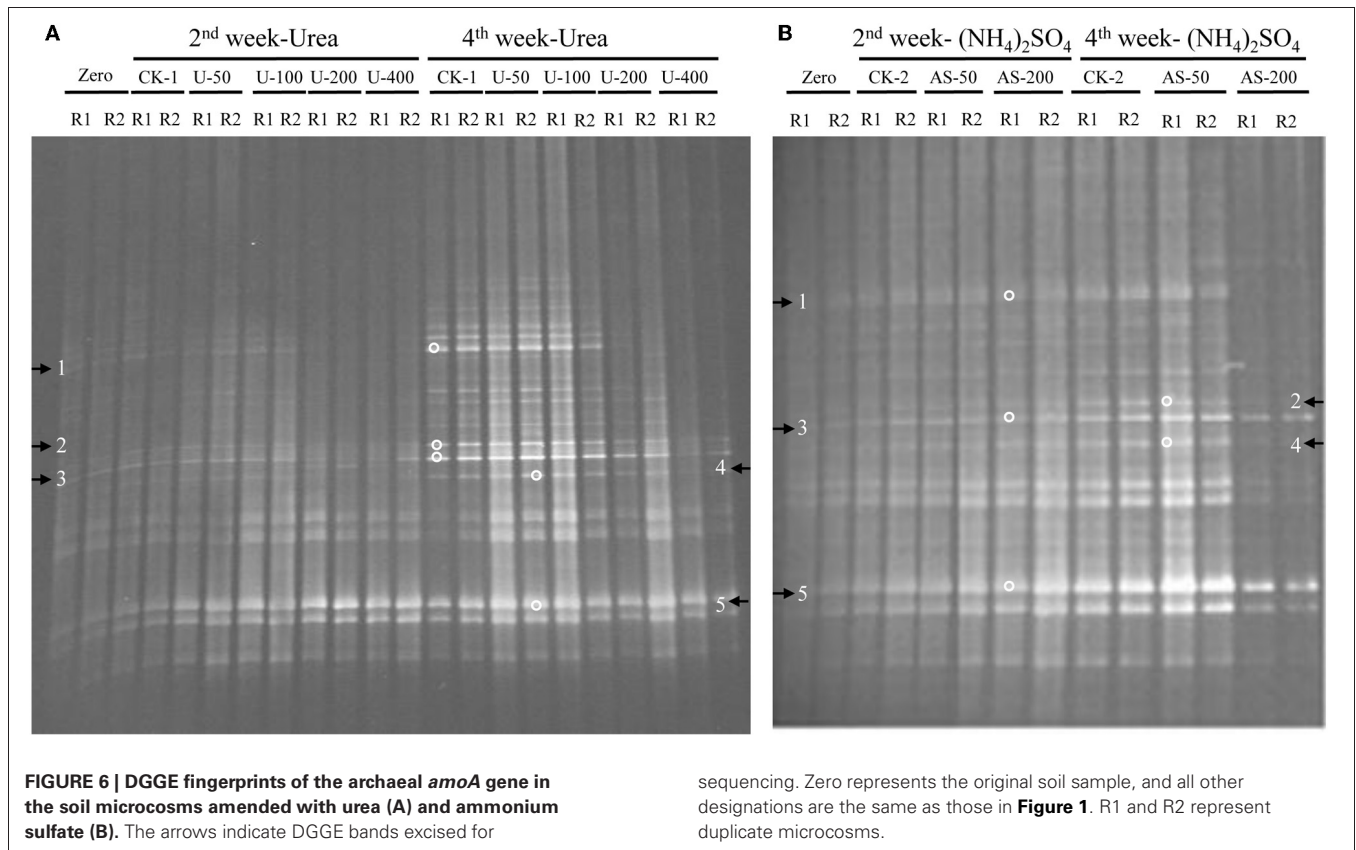 A
2nd week-Urea
4th week-Urea
Zero CK-1 U-50 U-100 U-200 U-400 CK-1 U-50 U-100 U-200 U-400
R1 R2 R1 R2 R1 R2 R1 R2 R1 R2 R1 R2 R1 R2 R1 R2 R1 R2 R1 R2 R1 R2
1
2
3
4
5
B
2nd week- (NH4)2SO4
4th week- (NH4)2SO4
Zero CK-2 AS-50 AS-200 CK-2 AS-50 AS-200
R1 R2 R1 R2 R1 R2 R1 R2 R1 R2 R1 R2 R1 R2
1
2
3
4
5
FIGURE 6 | DGGE fingerprints of the archaeal amoA gene in
the soil microcosms amended with urea (A) and ammonium
sulfate (B). The arrows indicate DGGE bands excised for
sequencing. Zero represents the original soil sample, and all other
designations are the same as those in Figure 1. R1 and R2 represent
duplicate microcosms.